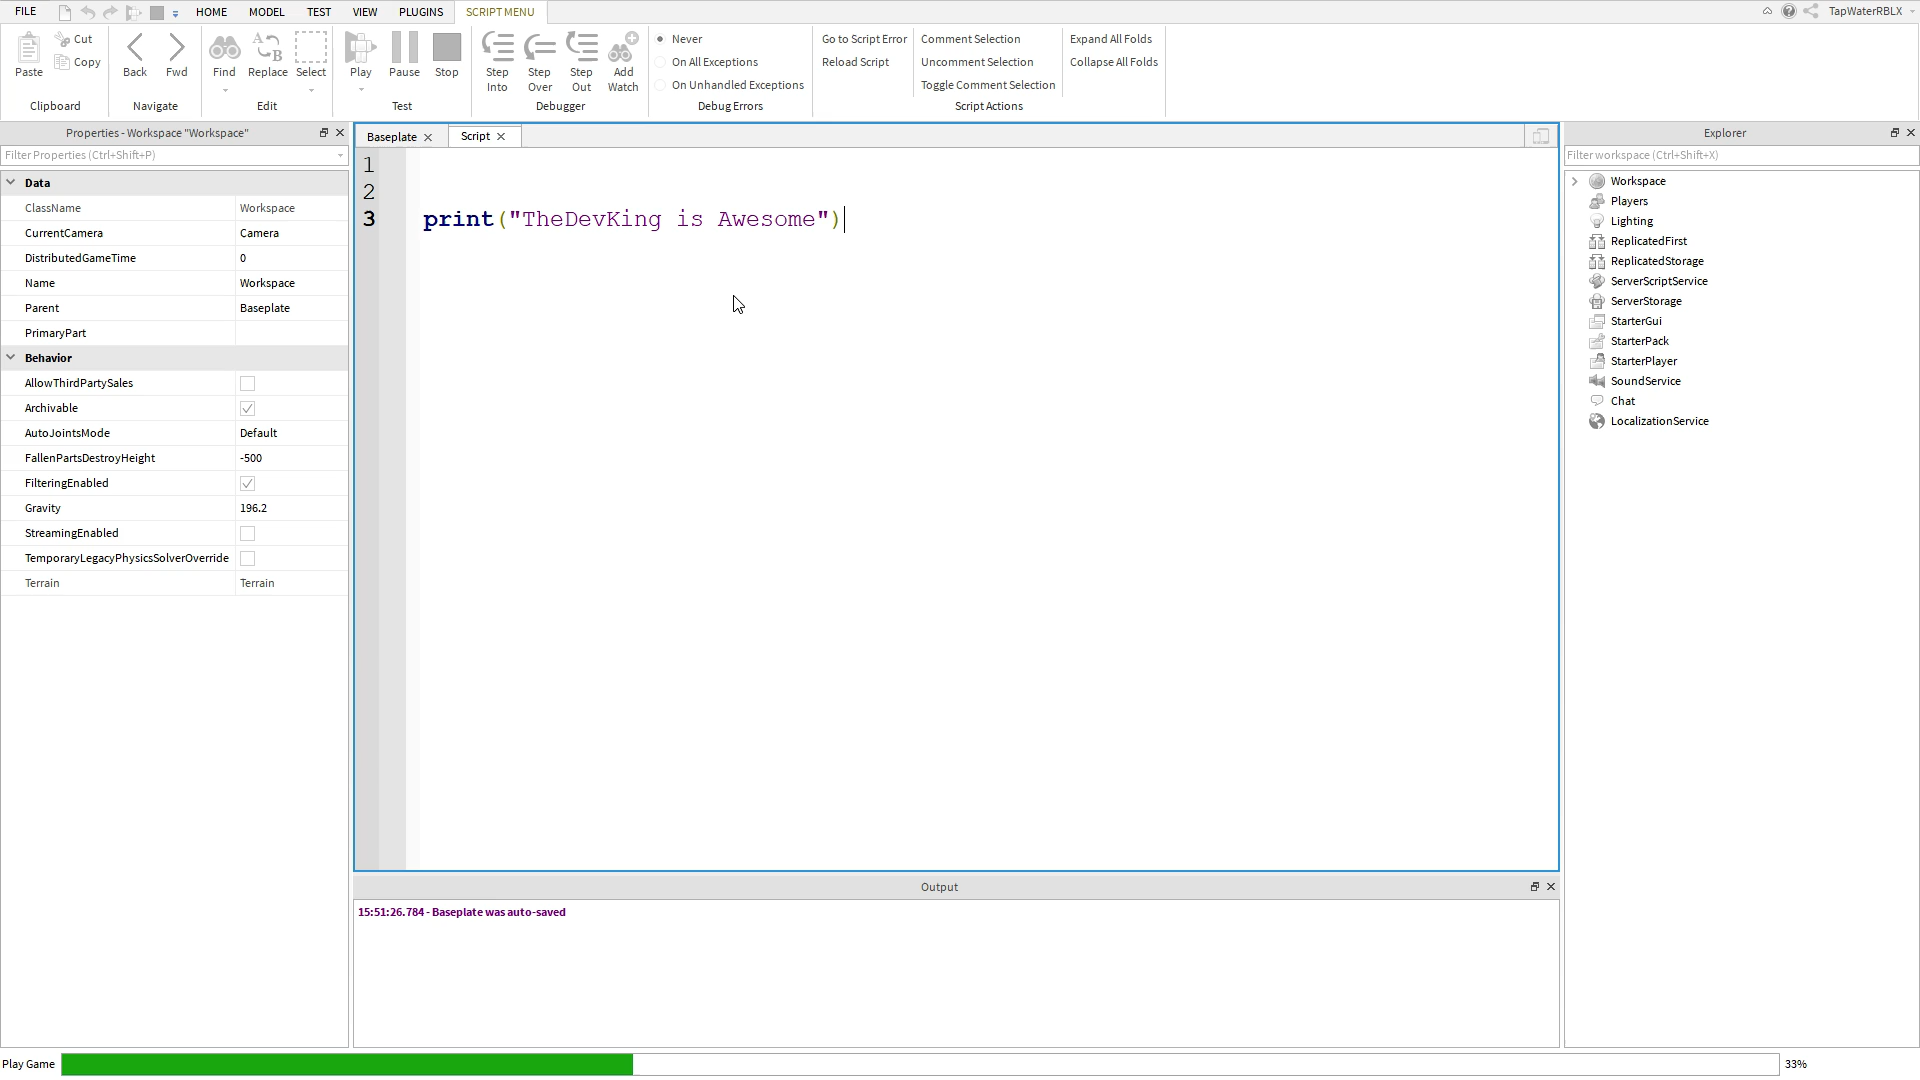 FILE HOME MODEL TEST VIEW PLUGINS SCRIPT MENU TapWaterRBLX
Paste Cut Copy Clipboard
Back Fwd Navigate
Find Replace Select Edit
Play Pause Stop Test
Step Into Step Over Step Out Add Watch Debugger
Never
On All Exceptions
On Unhandled Exceptions
Debug Errors
Go to Script Error
Reload Script
Comment Selection
Uncomment Selection
Toggle Comment Selection
Expand All Folds
Collapse All Folds
Script Actions
Properties - Workspace "Workspace"
Filter Properties (Ctrl+Shift+P)
Data
ClassName Workspace
CurrentCamera Camera
DistributedGameTime 0
Name Workspace
Parent Baseplate
PrimaryPart
Behavior
AllowThirdPartySales
Archivable
AutoJointsMode Default
FallenPartsDestroyHeight -500
FilteringEnabled
Gravity 196.2
StreamingEnabled
TemporaryLegacyPhysicsSolverOverride
Terrain Terrain
Baseplate Script
1
2
3 print("TheDevKing is Awesome")
Output
15:51:26.784 - Baseplate was auto-saved
Explorer
Filter workspace (Ctrl+Shift+X)
Workspace
Players
Lighting
ReplicatedFirst
ReplicatedStorage
ServerScriptService
ServerStorage
StarterGui
StarterPack
StarterPlayer
SoundService
Chat
LocalizationService
Play Game 33%